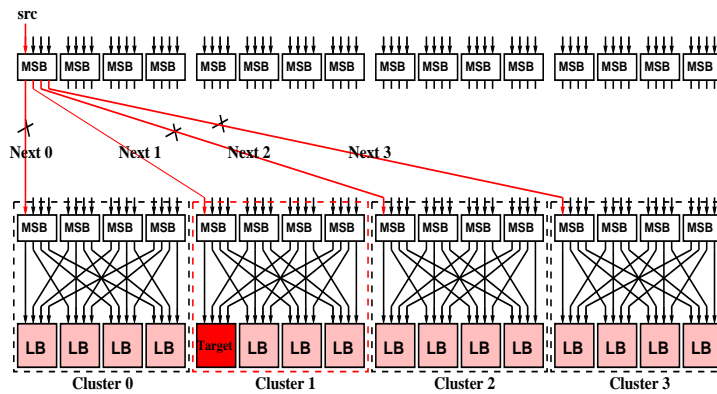 src
MSB MSB MSB MSB MSB MSB MSB MSB MSB MSB MSB MSB MSB MSB MSB MSB
Next 0 Next 1 Next 2 Next 3
MSB MSB MSB MSB MSB MSB MSB MSB MSB MSB MSB MSB MSB MSB MSB MSB
LB LB LB LB Target LB LB LB LB LB LB LB LB LB LB LB
Cluster 0 Cluster 1 Cluster 2 Cluster 3